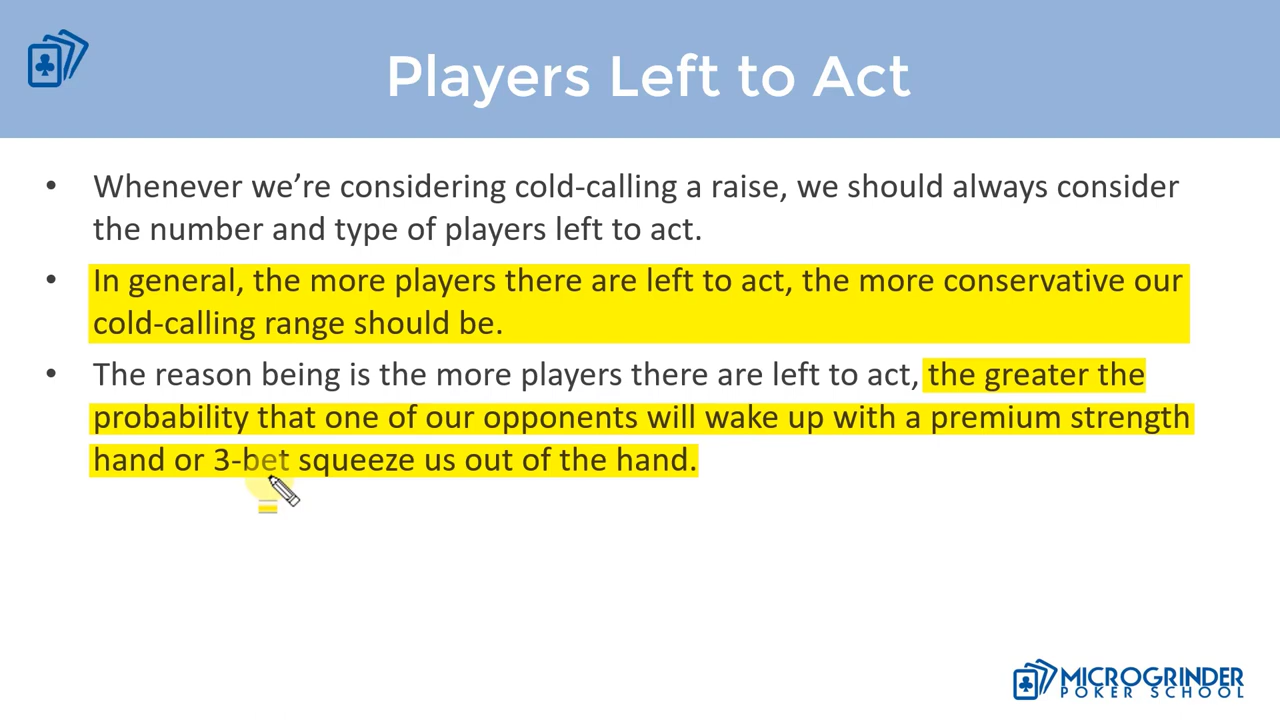 Players Left to Act
• Whenever we’re considering cold-calling a raise, we should always consider
the number and type of players left to act.
• In general, the more players there are left to act, the more conservative our
cold-calling range should be.
• The reason being is the more players there are left to act, the greater the
probability that one of our opponents will wake up with a premium strength
hand or 3-bet squeeze us out of the hand.
MICROGRINDER
POKER SCHOOL